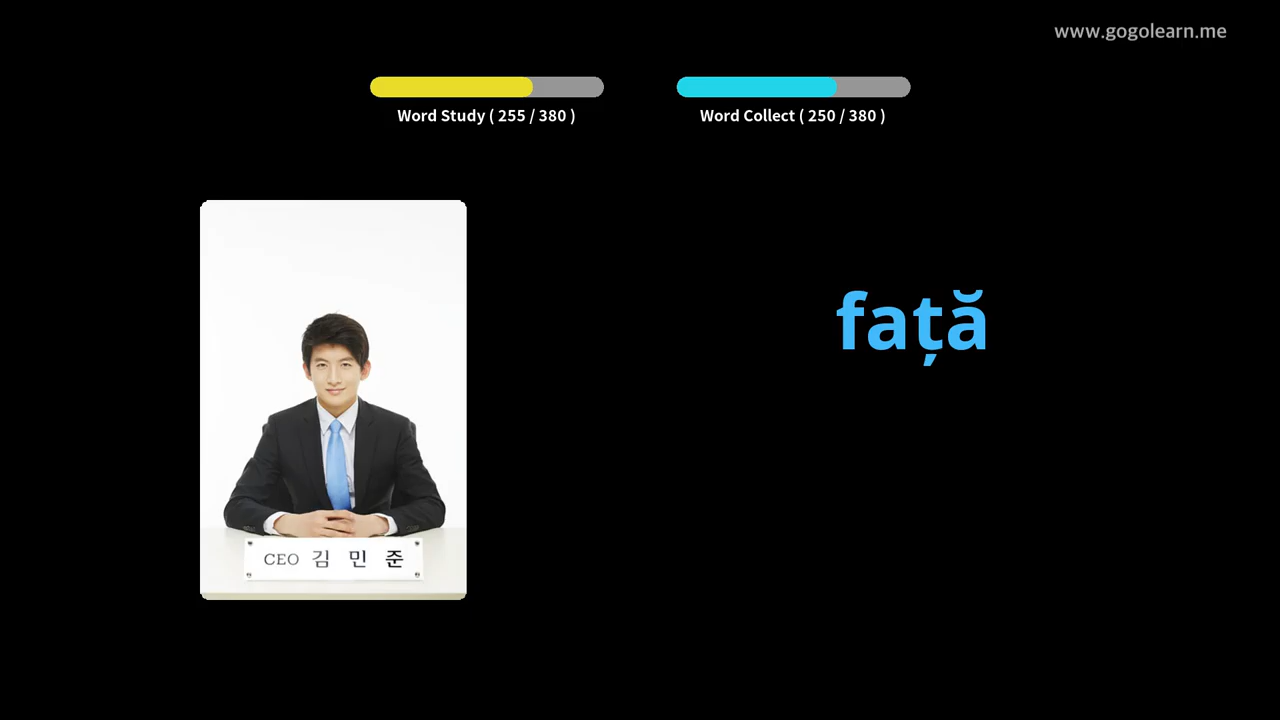 www.gogolearn.me
Word Study ( 255 / 380 )
Word Collect ( 250 / 380 )
față
CEO 김 민 준